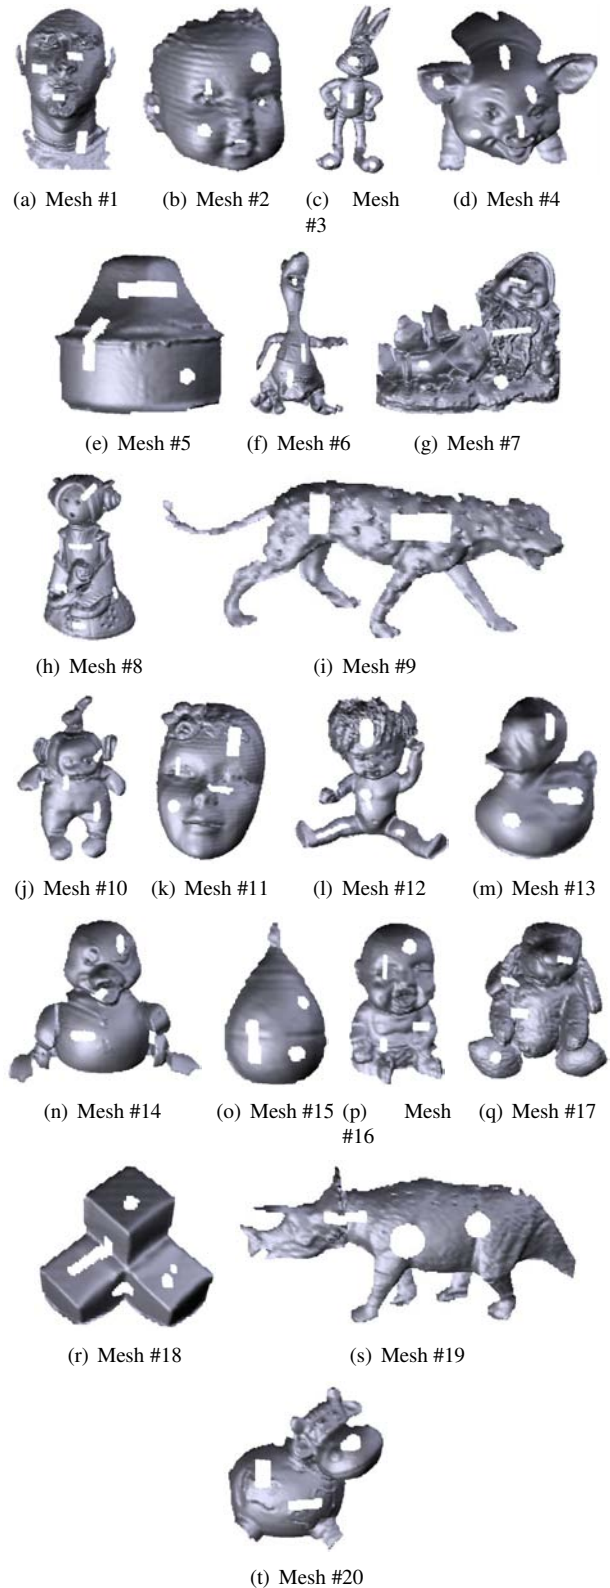 (a) Mesh #1
(b) Mesh #2
(c) Mesh
#3
(d) Mesh #4
(e) Mesh #5
(f) Mesh #6
(g) Mesh #7
(h) Mesh #8
(i) Mesh #9
(j) Mesh #10
(k) Mesh #11
(l) Mesh #12
(m) Mesh #13
(n) Mesh #14
(o) Mesh #15
(p) Mesh
#16
(q) Mesh #17
(r) Mesh #18
(s) Mesh #19
(t) Mesh #20